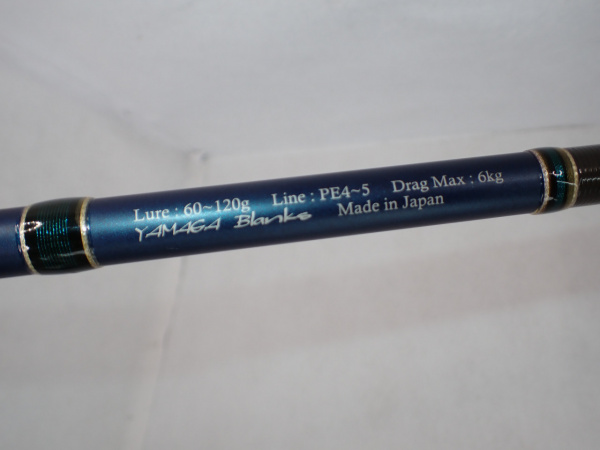 Lure : 60~120g Line : PE4~5 Drag Max : 6kg
YAMAGA Blanks Made in Japan